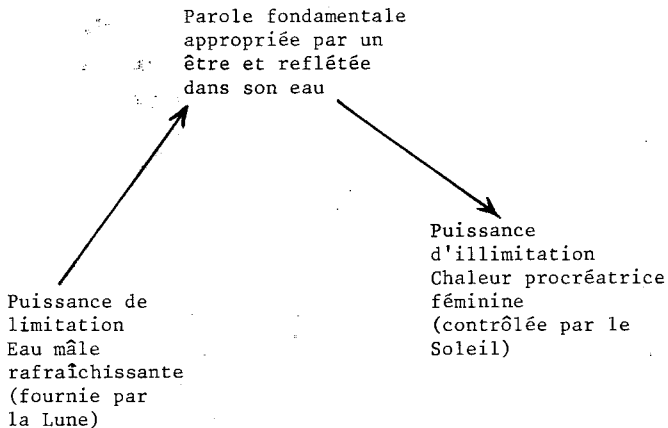 Parole fondamentale
appropriée par un
être et reflétée
dans son eau
Puissance de
limitation
Eau mâle
rafraîchissante
(fournie par
la Lune)
Puissance
d'illimitation
Chaleur procréatrice
féminine
(contrôlée par le
Soleil)